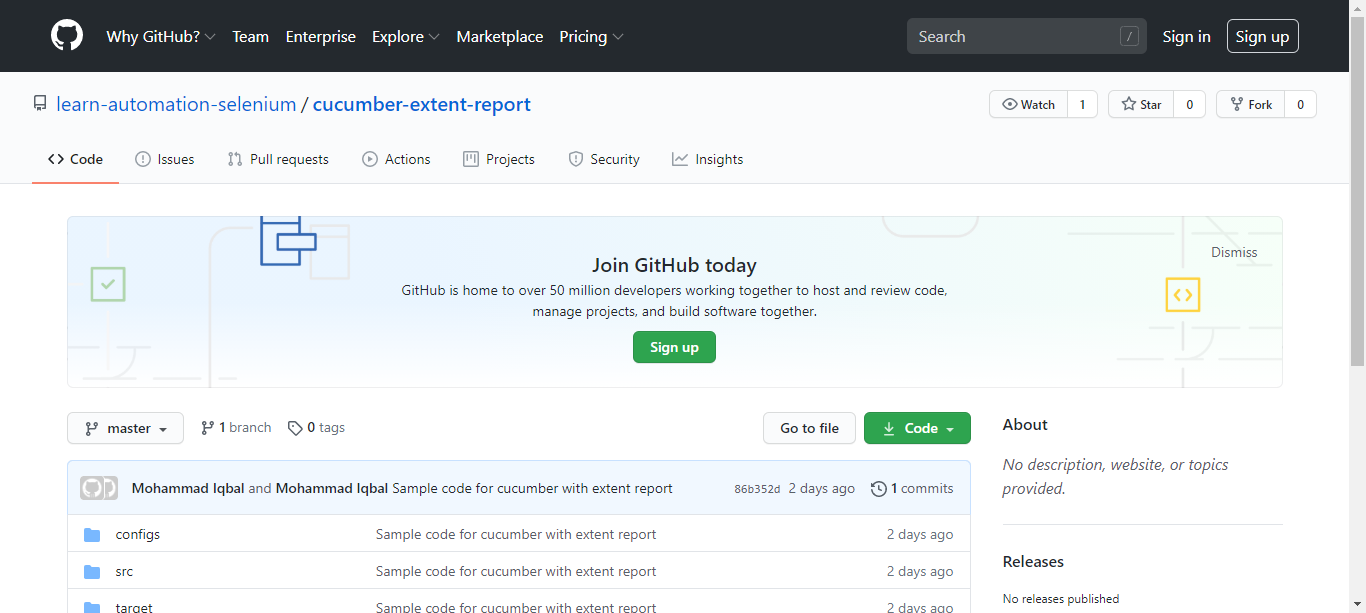 Why GitHub? Team Enterprise Explore Marketplace Pricing Search / Sign in Sign up
learn-automation-selenium / cucumber-extent-report Watch 1 Star 0 Fork 0
<> Code Issues Pull requests Actions Projects Security Insights
Dismiss
Join GitHub today
GitHub is home to over 50 million developers working together to host and review code,
manage projects, and build software together.
Sign up
master 1 branch 0 tags Go to file Code
Mohammad Iqbal and Mohammad Iqbal Sample code for cucumber with extent report 86b352d 2 days ago 1 commits
configs Sample code for cucumber with extent report 2 days ago
src Sample code for cucumber with extent report 2 days ago
target Sample code for cucumber with extent report 2 days ago
About
No description, website, or topics
provided.
Releases
No releases published